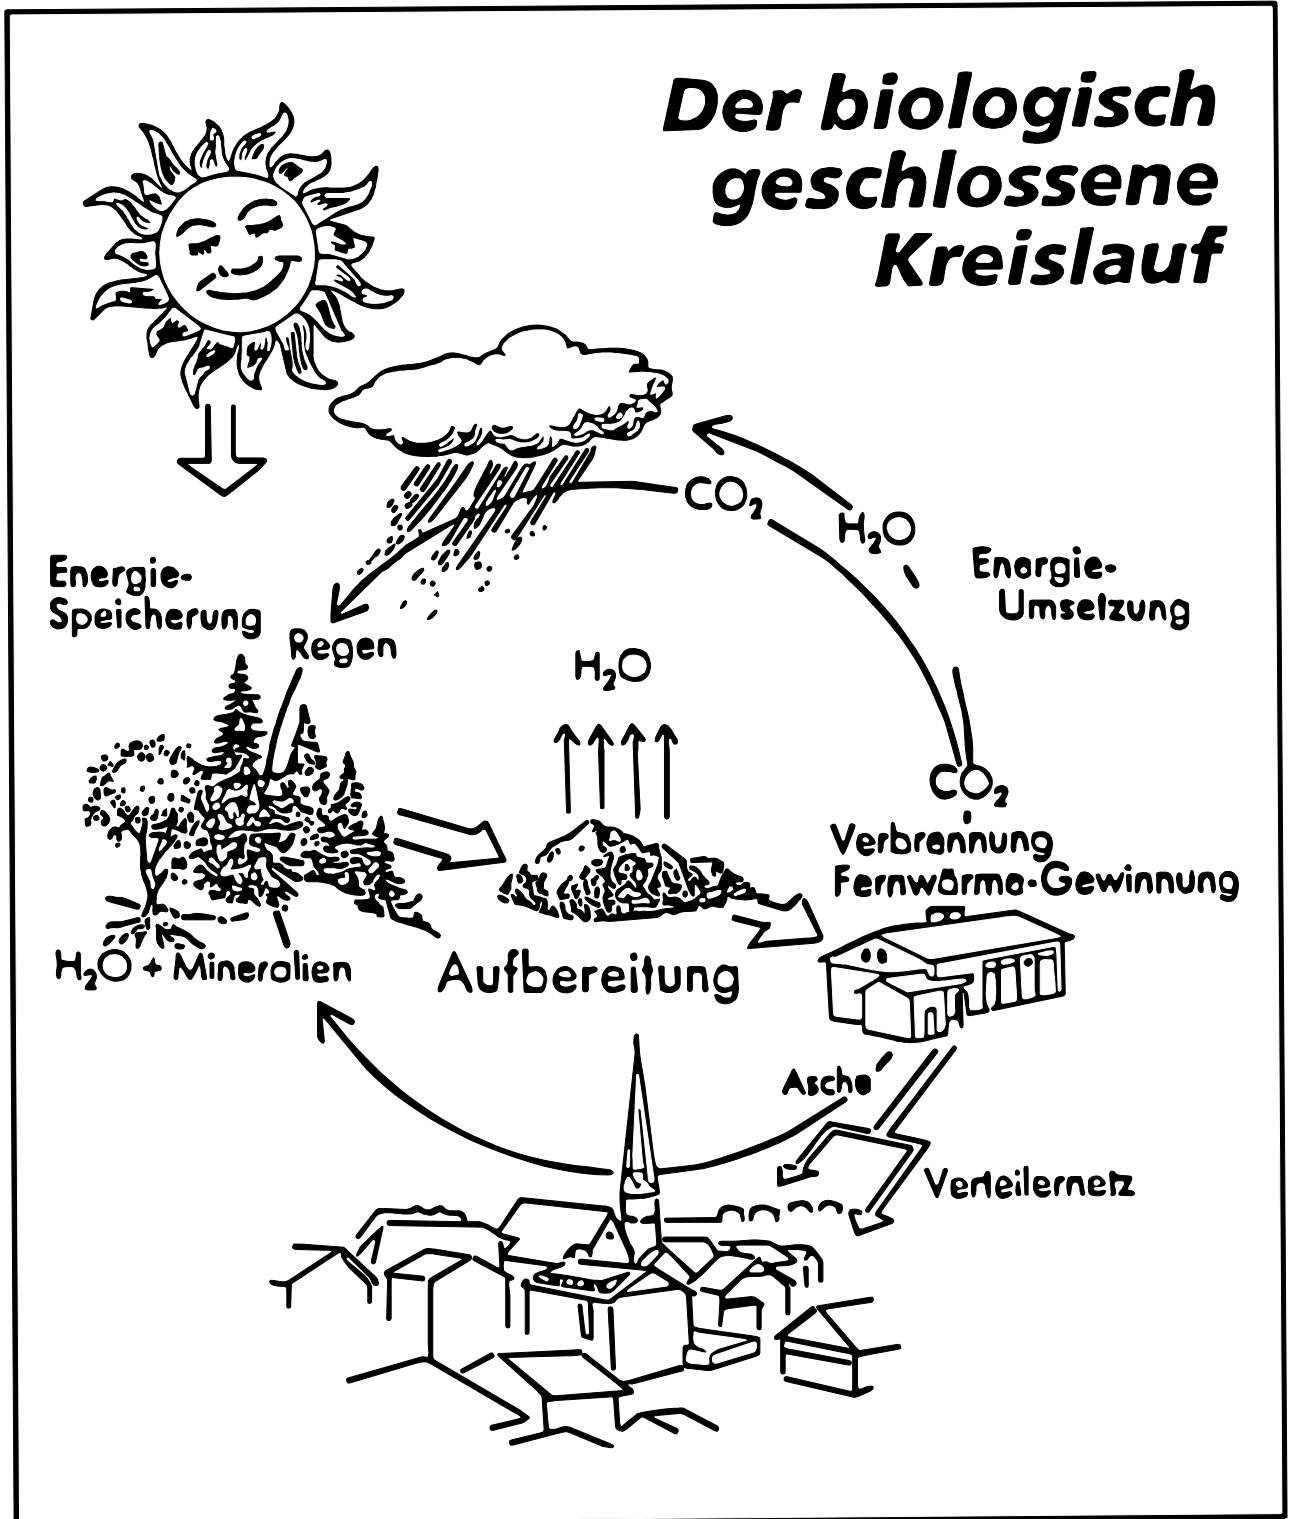 Der biologisch
geschlossene
Kreislauf
CO₂
H₂O
Energie-
Speicherung
Energie-
Umsetzung
Regen
H₂O
CO₂
Verbrennung
Fernwärme-Gewinnung
H₂O + Mineralien
Aufbereitung
Asche
Verteilernetz